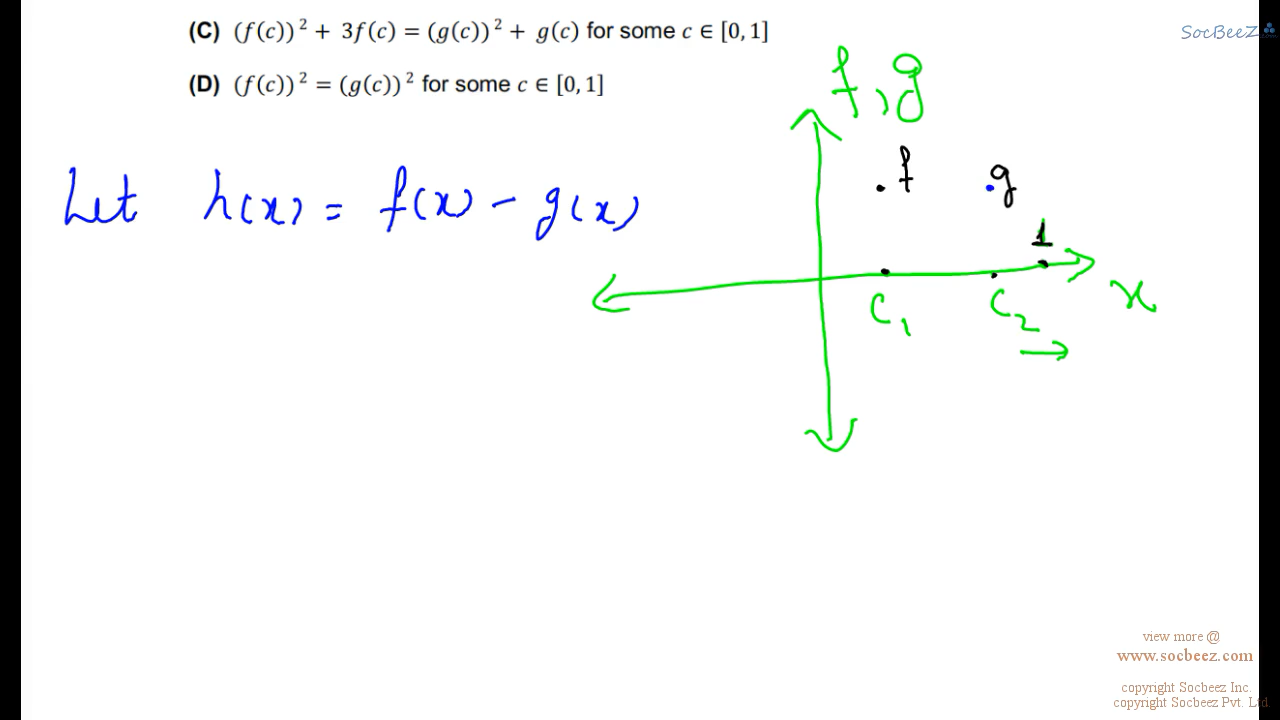 (C) (f(c))² + 3f(c) = (g(c))² + g(c) for some c ∈ [0, 1]
SocBeeZ.com
(D) (f(c))² = (g(c))² for some c ∈ [0, 1]
f, g
Let h(x) = f(x) - g(x)
f
g
1
x
C₁
C₂
view more @
www.socbeez.com
copyright Socbeez Inc.
copyright Socbeez Pvt. Ltd.